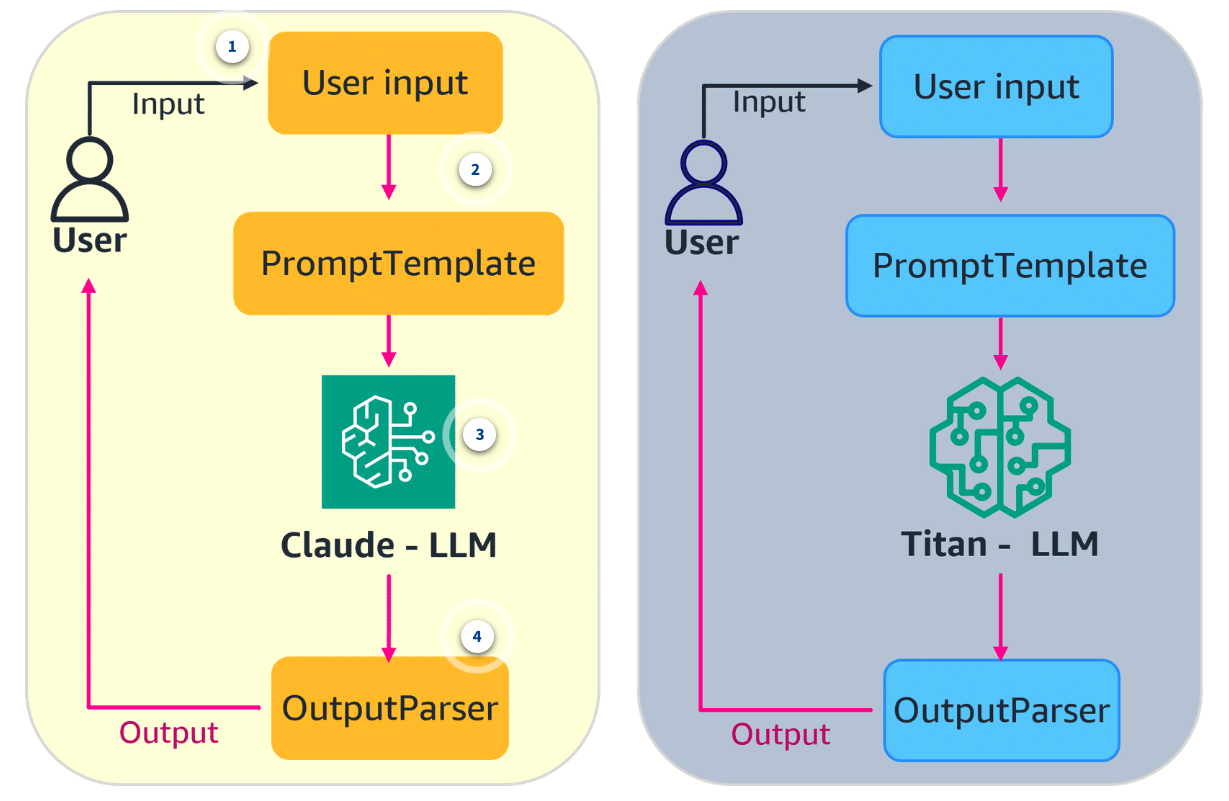 1
User input
Input
2
User
PromptTemplate
3
Claude - LLM
4
OutputParser
Output
User input
Input
User
PromptTemplate
Titan - LLM
OutputParser
Output